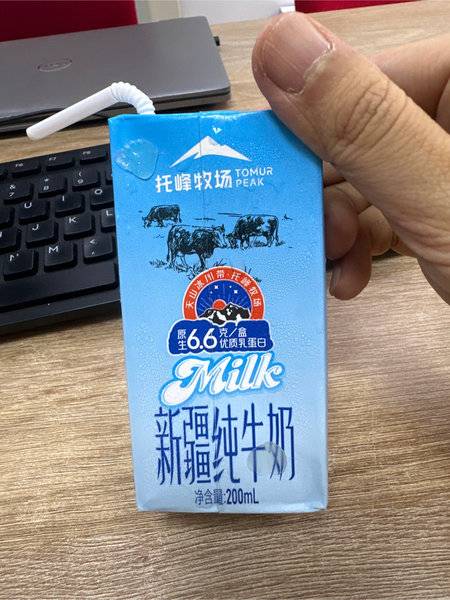 托峰牧场
TOMUR
PEAK
天山冰川带·托峰牧场
原生6.6克/盒
优质乳蛋白
Milk
新疆纯牛奶
净含量:200mL